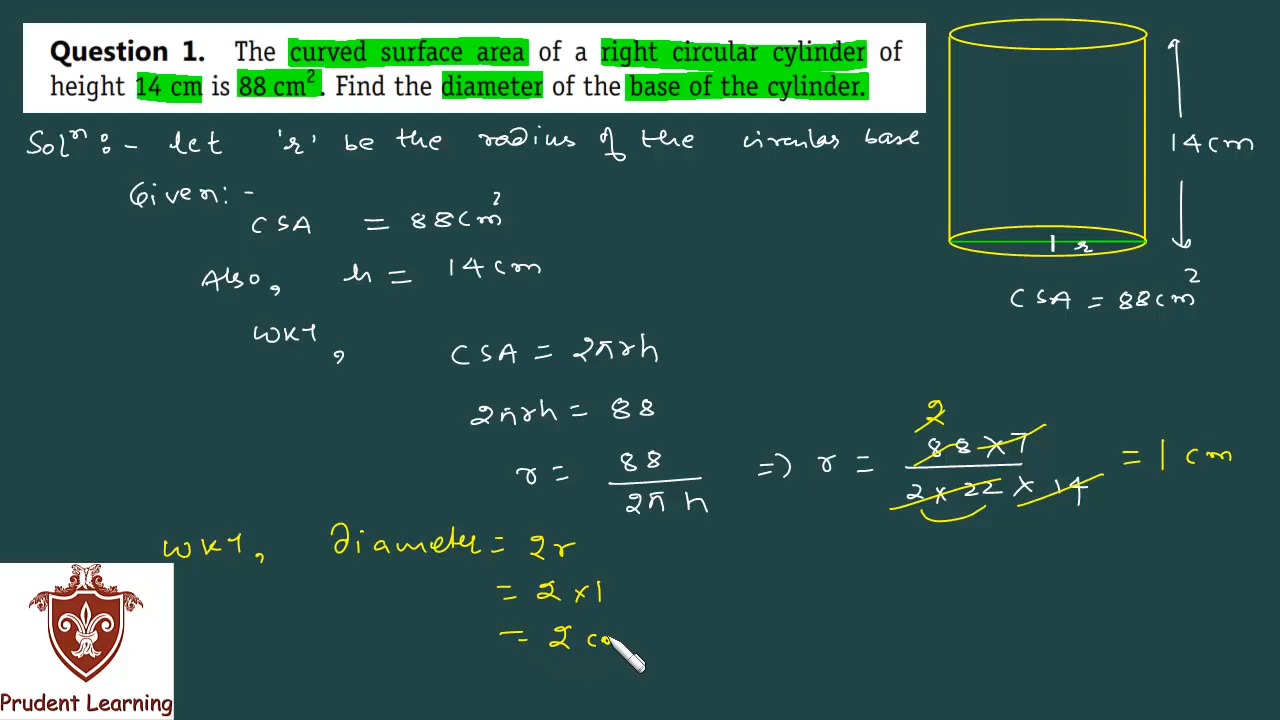 Question 1. The curved surface area of a right circular cylinder of
height 14 cm is 88 cm². Find the diameter of the base of the cylinder.
Solⁿ:- let 'r' be the radius of the circular base
Given:-
CSA = 88cm²
Also, h = 14cm
WKT,
CSA = 2πrh
2πrh = 88
r = 88 / 2πh => r = 88 x 7 / 2 x 22 x 14 = 1 cm
2
WKT, Diameter = 2r
= 2 x 1
= 2 c
14cm
1 r
CSA = 88cm²
Prudent Learning